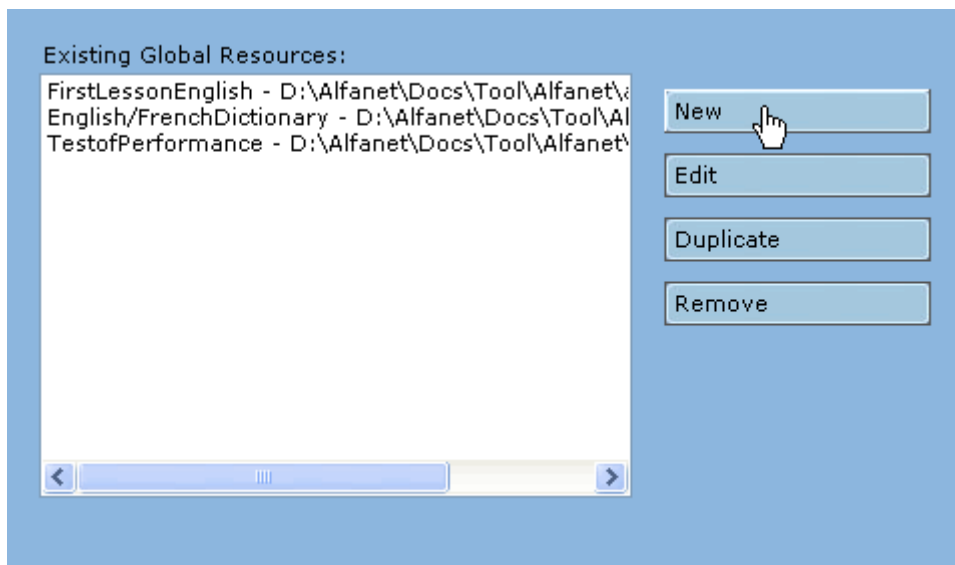 Existing Global Resources:
FirstLessonEnglish - D:\Alfanet\Docs\Tool\Alfanet\
English/FrenchDictionary - D:\Alfanet\Docs\Tool\Al
TestofPerformance - D:\Alfanet\Docs\Tool\Alfanet\
New
Edit
Duplicate
Remove